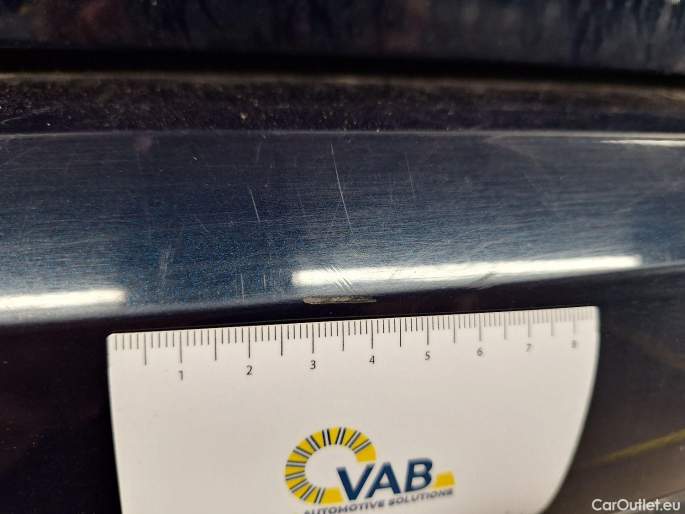 1 2 3 4 5 6 7 8
VAB
AUTOMOTIVE SOLUTIONS
CarOutlet.eu